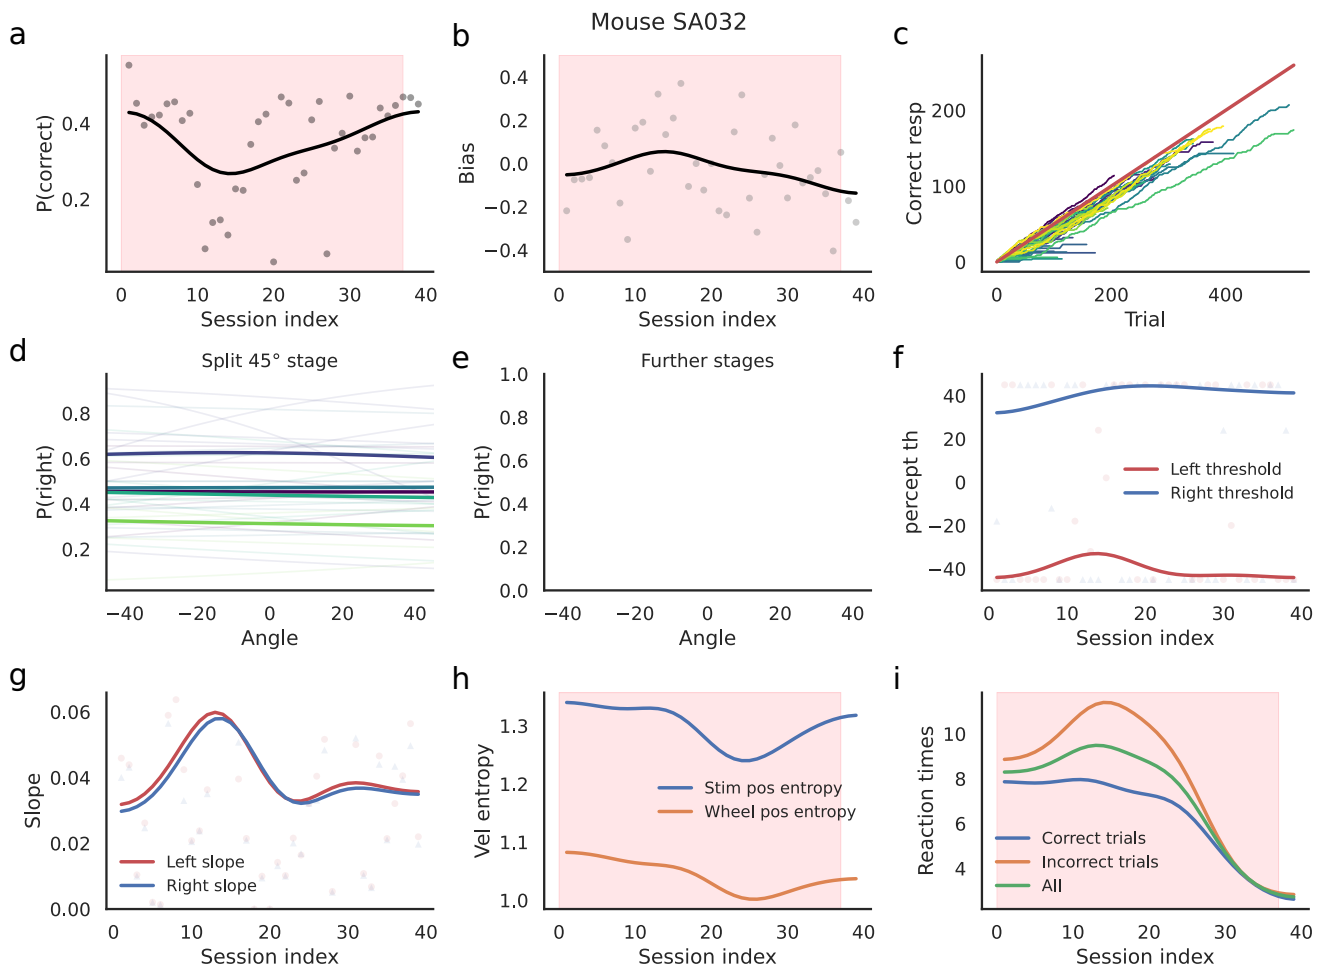 Mouse SA032
a
P(correct)
0.4
0.2
0
10
20
30
40
Session index
b
Bias
0.4
0.2
0.0
−0.2
−0.4
0
10
20
30
40
Session index
c
Correct resp
200
100
0
0
200
400
Trial
d
Split 45° stage
P(right)
0.8
0.6
0.4
0.2
−40
−20
0
20
40
Angle
e
Further stages
P(right)
1.0
0.8
0.6
0.4
0.2
0.0
−40
−20
0
20
40
Angle
f
percept th
40
20
0
−20
−40
Left threshold
Right threshold
0
10
20
30
40
Session index
g
Slope
0.06
0.04
0.02
0.00
Left slope
Right slope
0
10
20
30
40
Session index
h
Vel entropy
1.3
1.2
1.1
1.0
Stim pos entropy
Wheel pos entropy
0
10
20
30
40
Session index
i
Reaction times
10
8
6
4
Correct trials
Incorrect trials
All
0
10
20
30
40
Session index